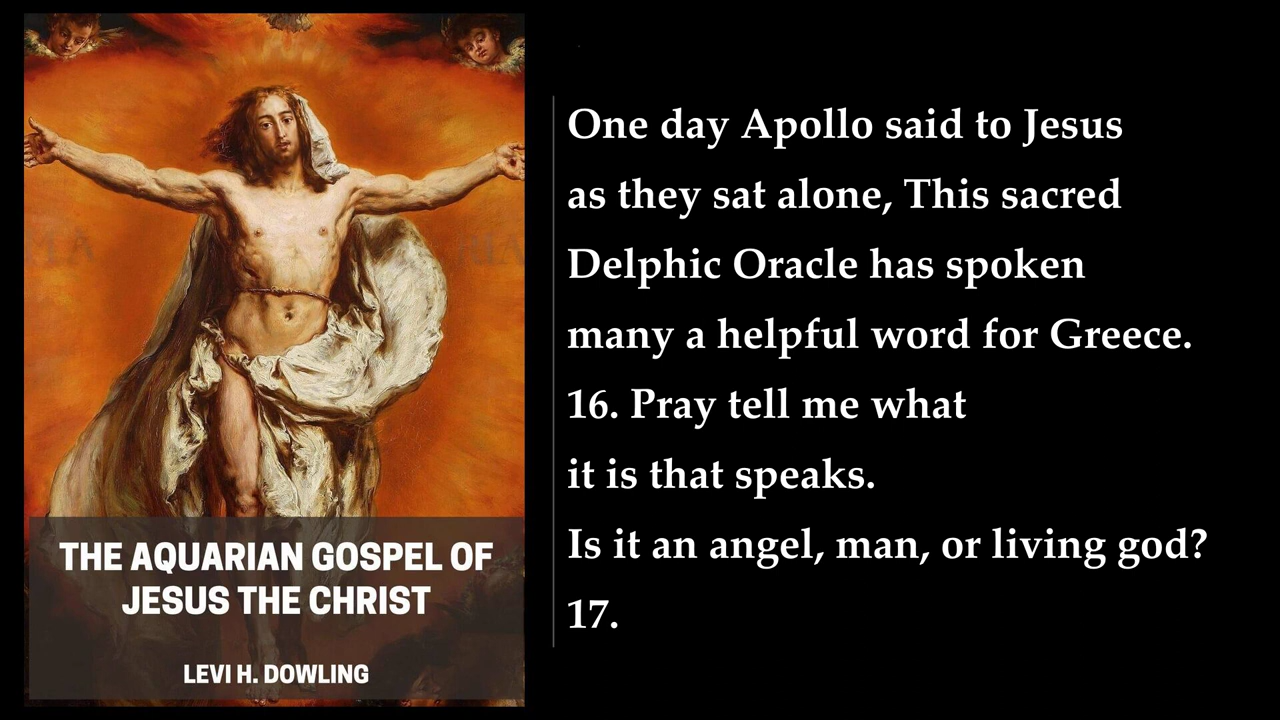 THE AQUARIAN GOSPEL OF
JESUS THE CHRIST
LEVI H. DOWLING
One day Apollo said to Jesus
as they sat alone, This sacred
Delphic Oracle has spoken
many a helpful word for Greece.
16. Pray tell me what
it is that speaks.
Is it an angel, man, or living god?
17.